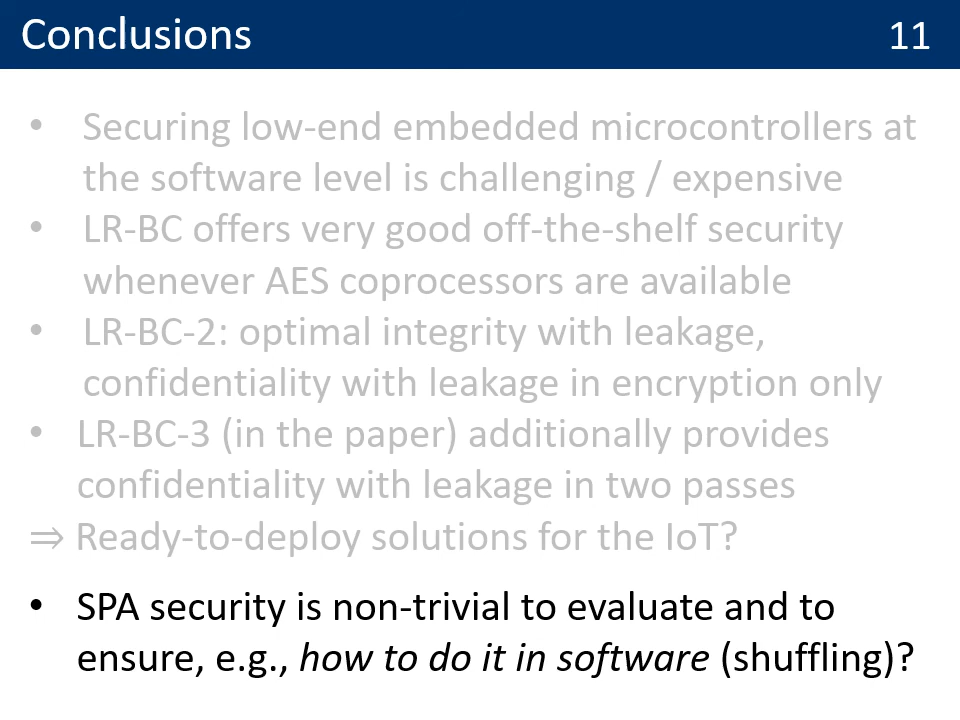 Conclusions 11
• Securing low-end embedded microcontrollers at
the software level is challenging / expensive
• LR-BC offers very good off-the-shelf security
whenever AES coprocessors are available
• LR-BC-2: optimal integrity with leakage,
confidentiality with leakage in encryption only
• LR-BC-3 (in the paper) additionally provides
confidentiality with leakage in two passes
⇒ Ready-to-deploy solutions for the IoT?
• SPA security is non-trivial to evaluate and to
ensure, e.g., how to do it in software (shuffling)?